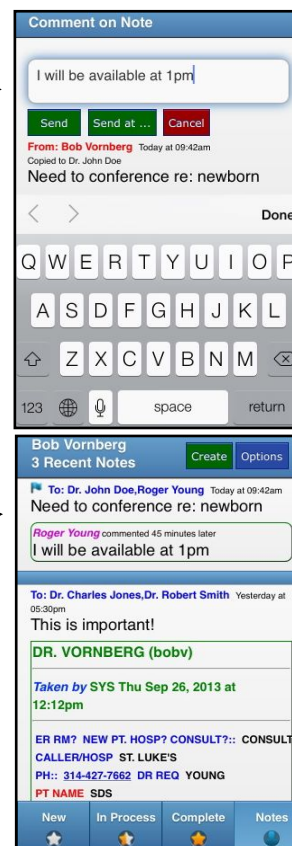 Comment on Note
I will be available at 1pm
Send
Send at ...
Cancel
From: Bob Vornberg Today at 09:42am
Copied to Dr. John Doe
Need to conference re: newborn
Done
Q W E R T Y U I O P
A S D F G H J K L
Z X C V B N M
123 space return
Bob Vornberg
3 Recent Notes
Create
Options
To: Dr. John Doe,Roger Young Today at 09:42am
Need to conference re: newborn
Roger Young commented 45 minutes later
I will be available at 1pm
To: Dr. Charles Jones,Dr. Robert Smith Yesterday at
05:30pm
This is important!
DR. VORNBERG (bobv)
Taken by SYS Thu Sep 26, 2013 at
12:12pm
ER RM? NEW PT. HOSP? CONSULT?:: CONSULT
CALLER/HOSP ST. LUKE'S
PH:: 314-427-7662 DR REQ YOUNG
PT NAME SDS
New In Process Complete Notes